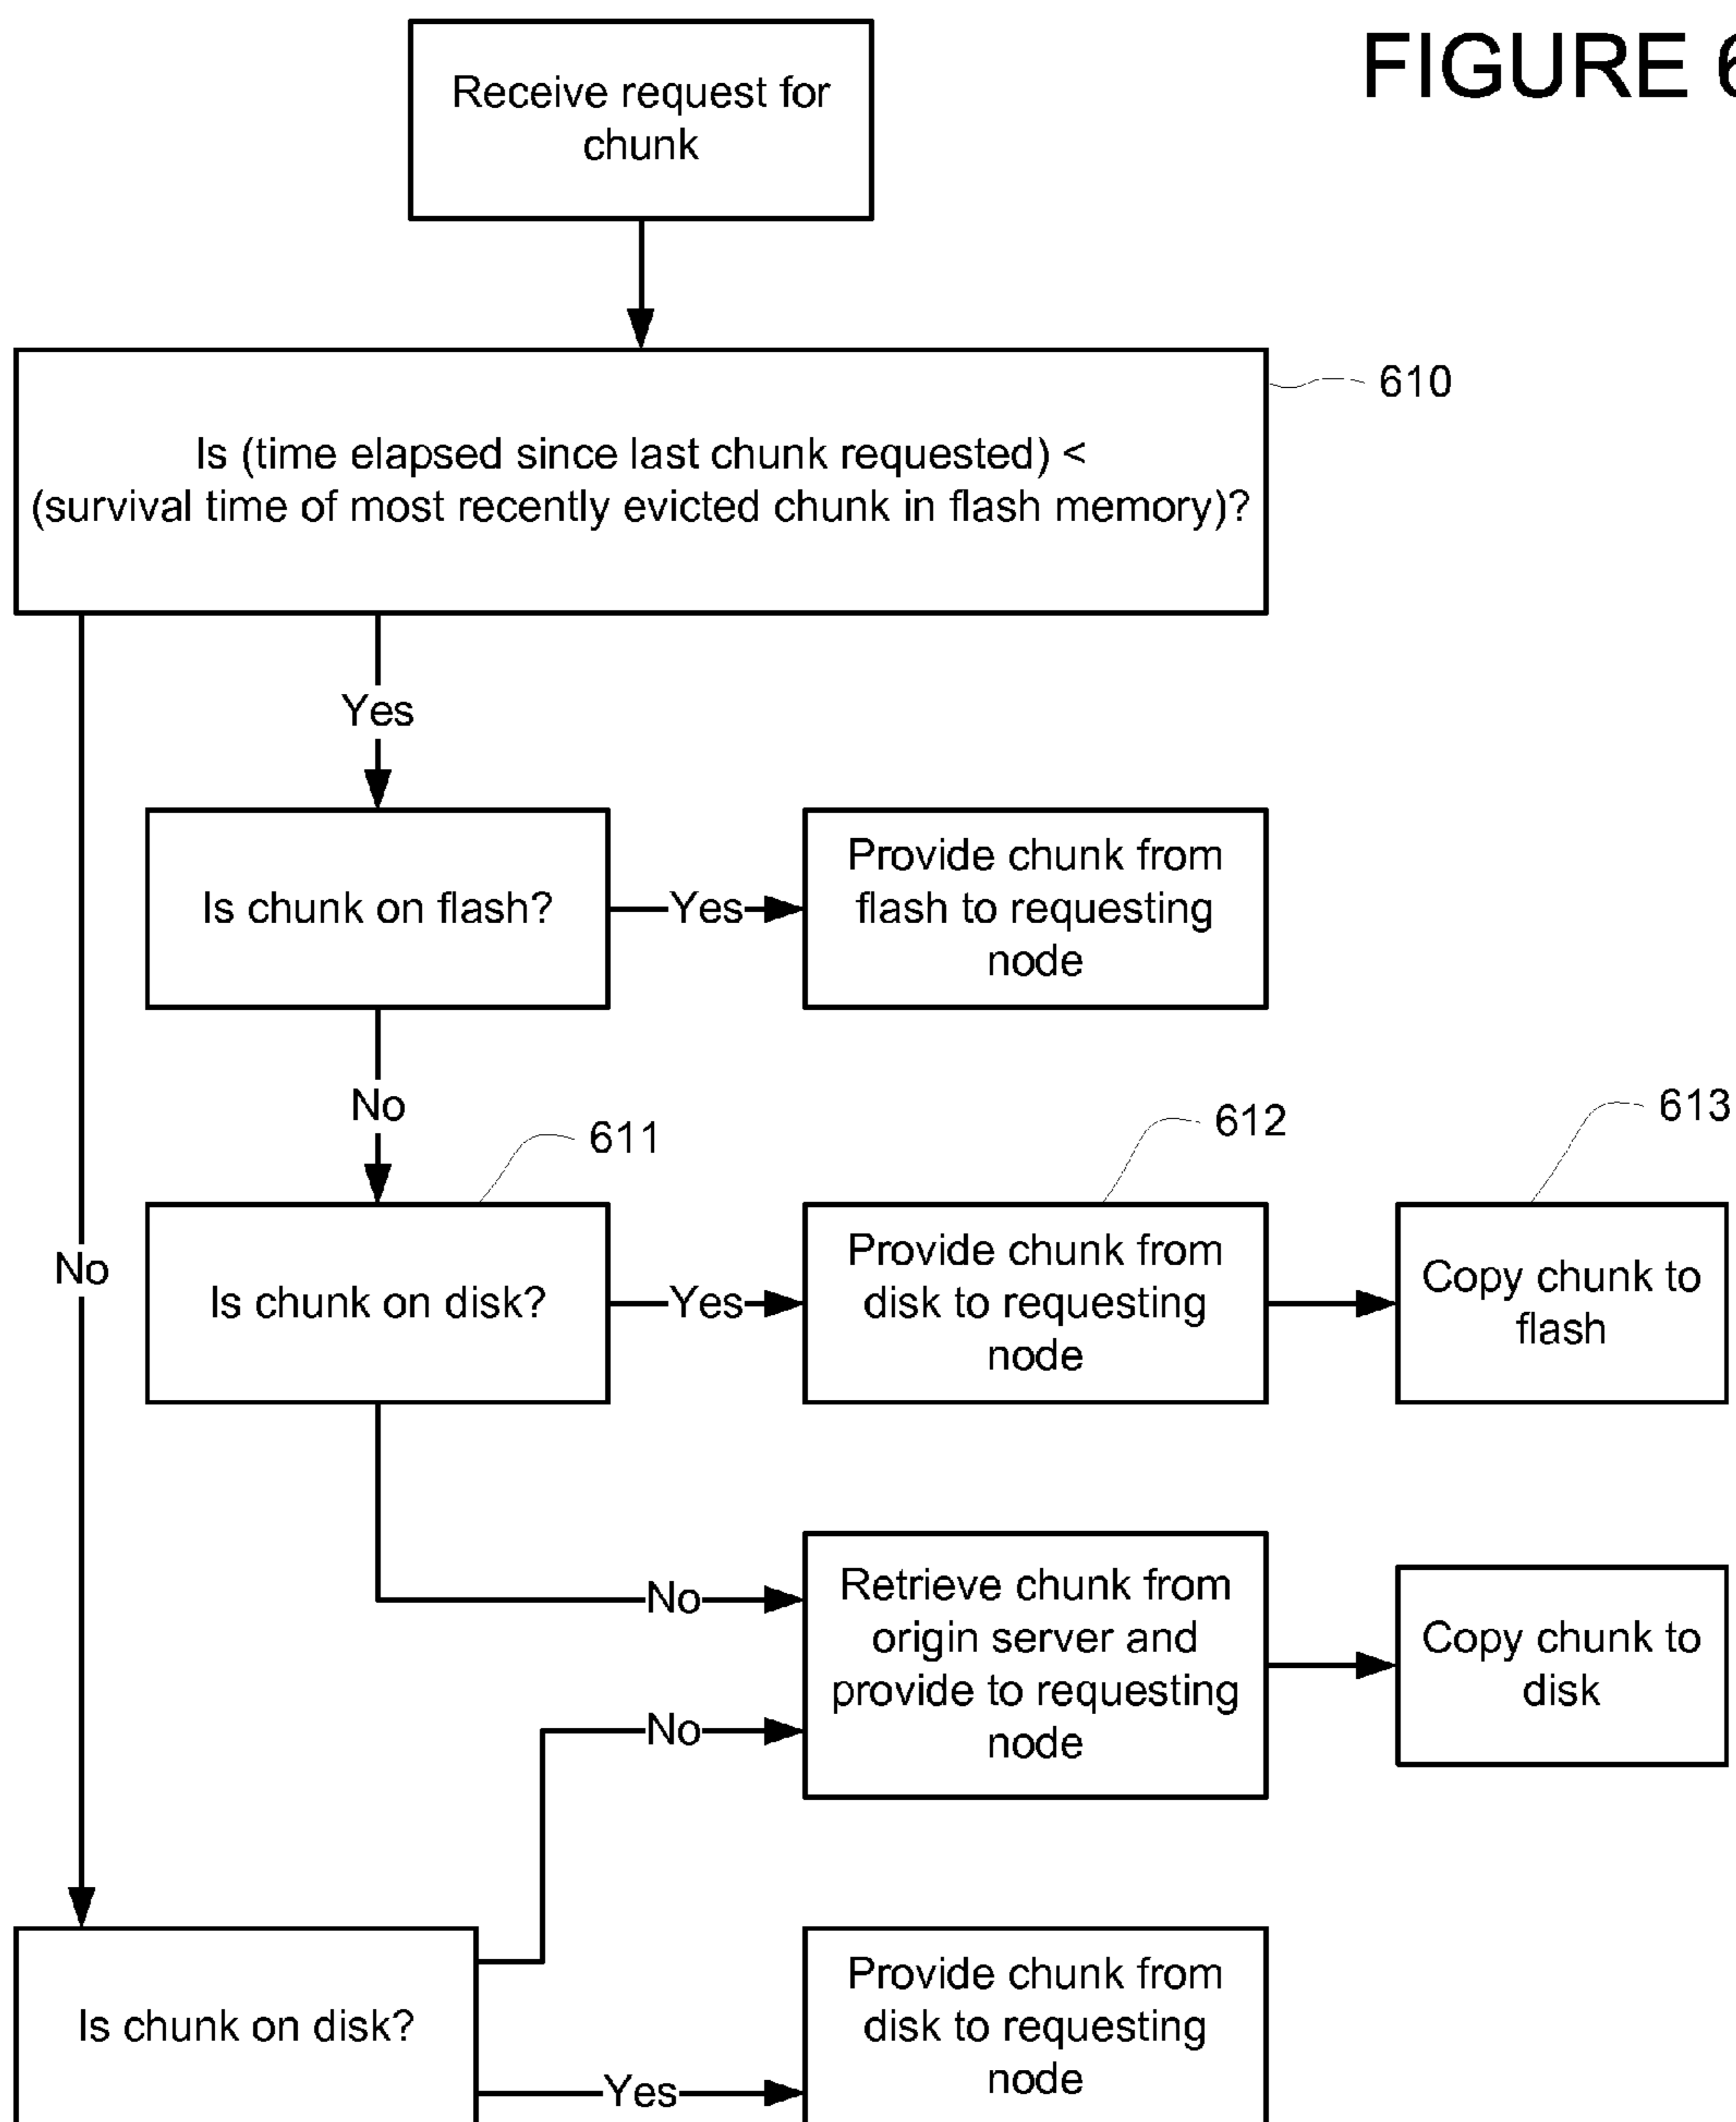 FIGURE 6
Receive request for
chunk
610
Is (time elapsed since last chunk requested) <
(survival time of most recently evicted chunk in flash memory)?
Yes
Is chunk on flash?
Yes
Provide chunk from
flash to requesting
node
No
611
612
613
No
Is chunk on disk?
Yes
Provide chunk from
disk to requesting
node
Copy chunk to
flash
No
Retrieve chunk from
origin server and
provide to requesting
node
No
Copy chunk to
disk
Is chunk on disk?
Yes
Provide chunk from
disk to requesting
node